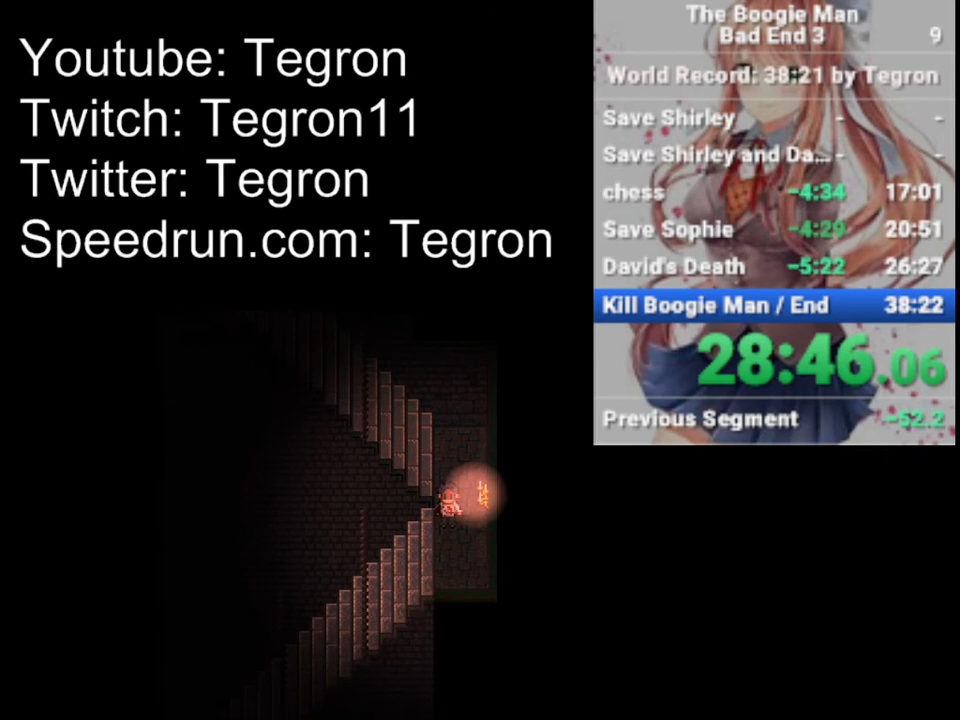 Youtube: Tegron
Twitch: Tegron11
Twitter: Tegron
Speedrun.com: Tegron
The Boogie Man
Bad End 3 9
World Record: 38:21 by Tegron
Save Shirley - -
Save Shirley and Da... - -
chess -4:34 17:01
Save Sophie -4:29 20:51
David's Death -5:22 26:27
Kill Boogie Man / End 38:22
28:46.06
Previous Segment -52.2